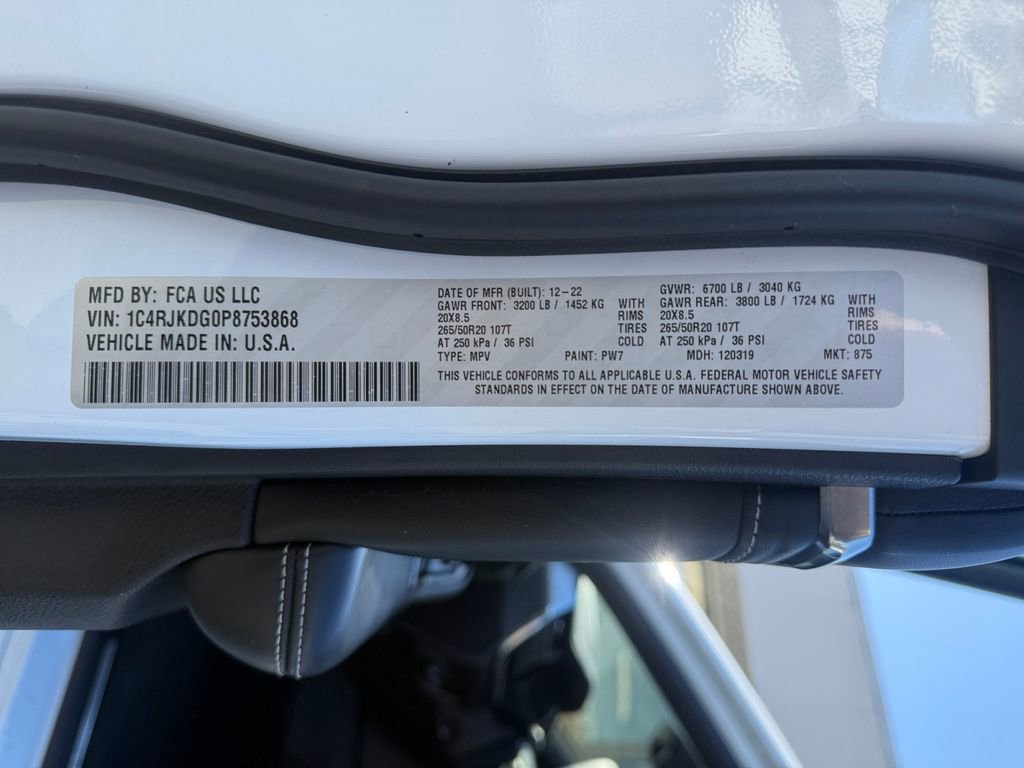 MFD BY: FCA US LLC
VIN: 1C4RJKDG0P8753868
VEHICLE MADE IN: U.S.A.
DATE OF MFR (BUILT): 12-22 GVWR: 6700 LB / 3040 KG
GAWR FRONT: 3200 LB / 1452 KG WITH GAWR REAR: 3800 LB / 1724 KG WITH
20X8.5 RIMS 20X8.5 RIMS
265/50R20 107T TIRES 265/50R20 107T TIRES
AT 250 kPa / 36 PSI COLD AT 250 kPa / 36 PSI COLD
TYPE: MPV PAINT: PW7 MDH: 120319 MKT: 875
THIS VEHICLE CONFORMS TO ALL APPLICABLE U.S.A. FEDERAL MOTOR VEHICLE SAFETY
STANDARDS IN EFFECT ON THE DATE OF MANUFACTURE SHOWN ABOVE.